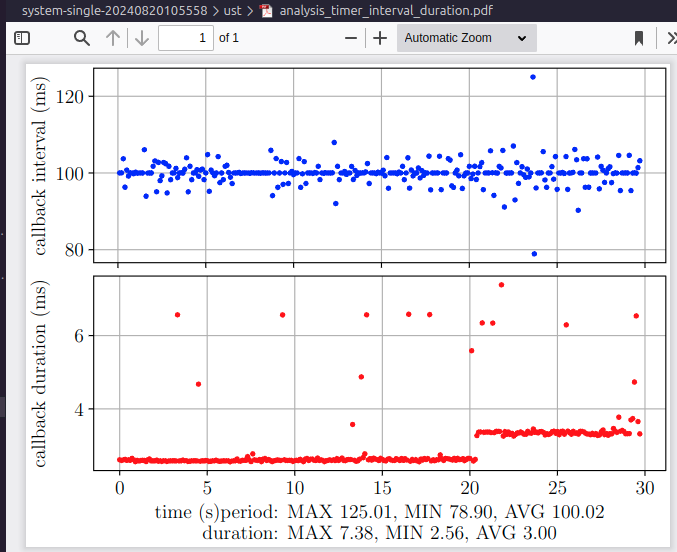 system-single-20240820105558 > ust > analysis_timer_interval_duration.pdf
1 of 1
Automatic Zoom
callback interval (ms)
120
100
80
callback duration (ms)
6
4
0 5 10 15 20 25 30
time (s)period: MAX 125.01, MIN 78.90, AVG 100.02
duration: MAX 7.38, MIN 2.56, AVG 3.00